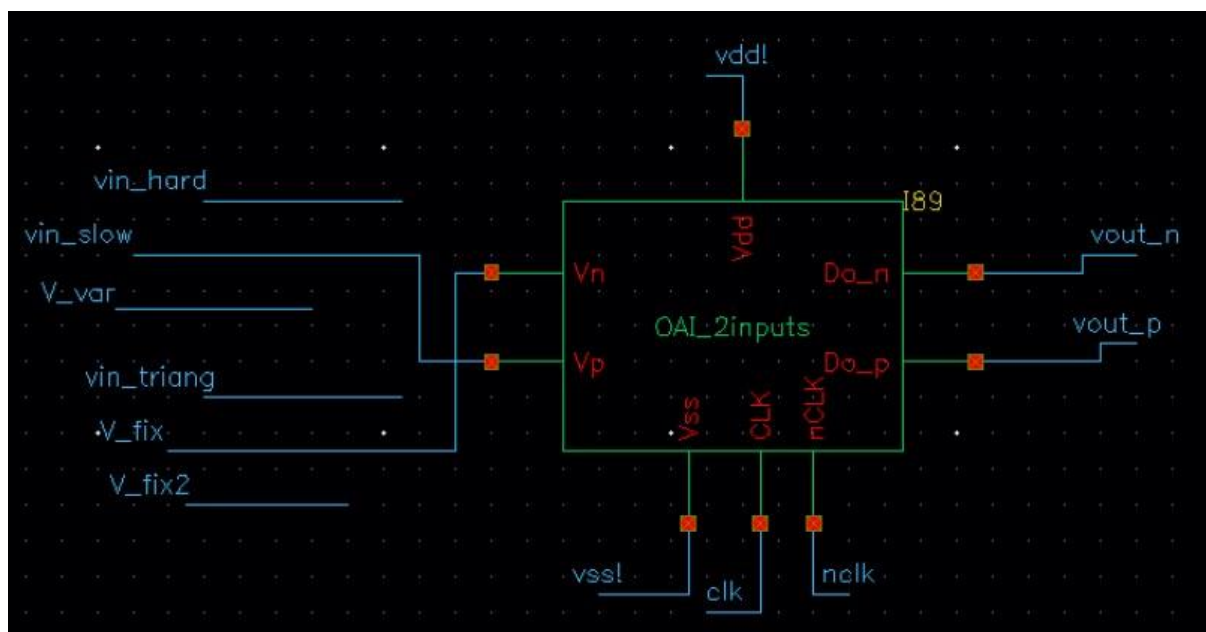 vdd!
vin_hard
I89
vin_slow
Vdd
vout_n
Vn
Do_n
V_var
OAI_2inputs
vout_p
Vp
Do_p
vin_triang
V_fix
Vss
CLK
nCLK
V_fix2
vss!
clk
nclk